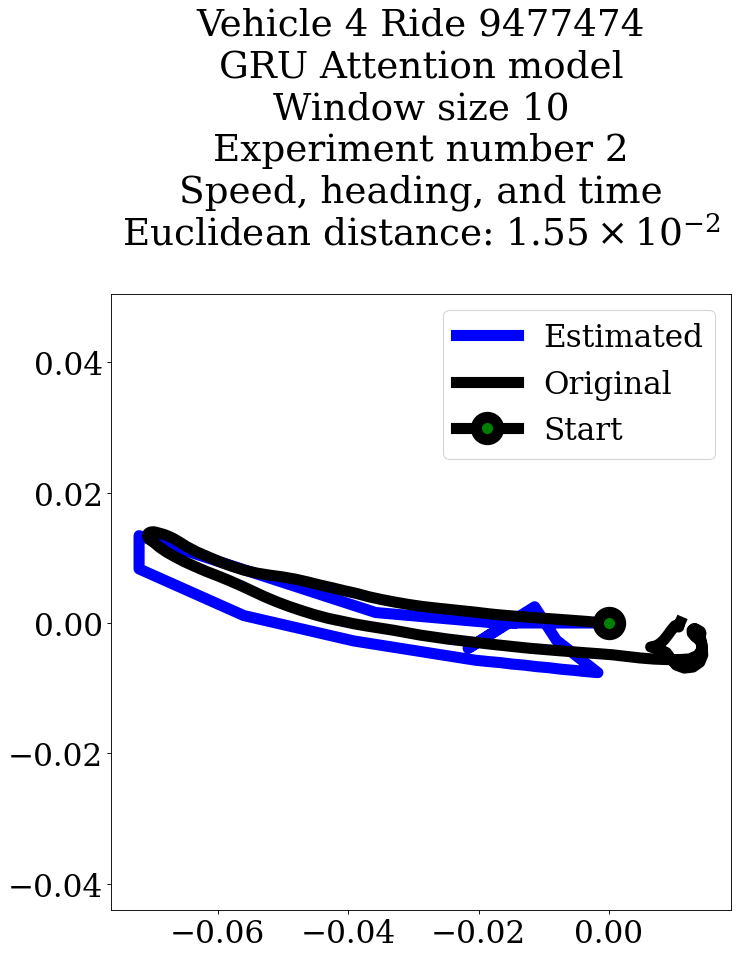 Vehicle 4 Ride 9477474
GRU Attention model
Window size 10
Experiment number 2
Speed, heading, and time
Euclidean distance: 1.55 × 10⁻²
Estimated
Original
Start
0.04
0.02
0.00
−0.02
−0.04
−0.06 −0.04 −0.02 0.00